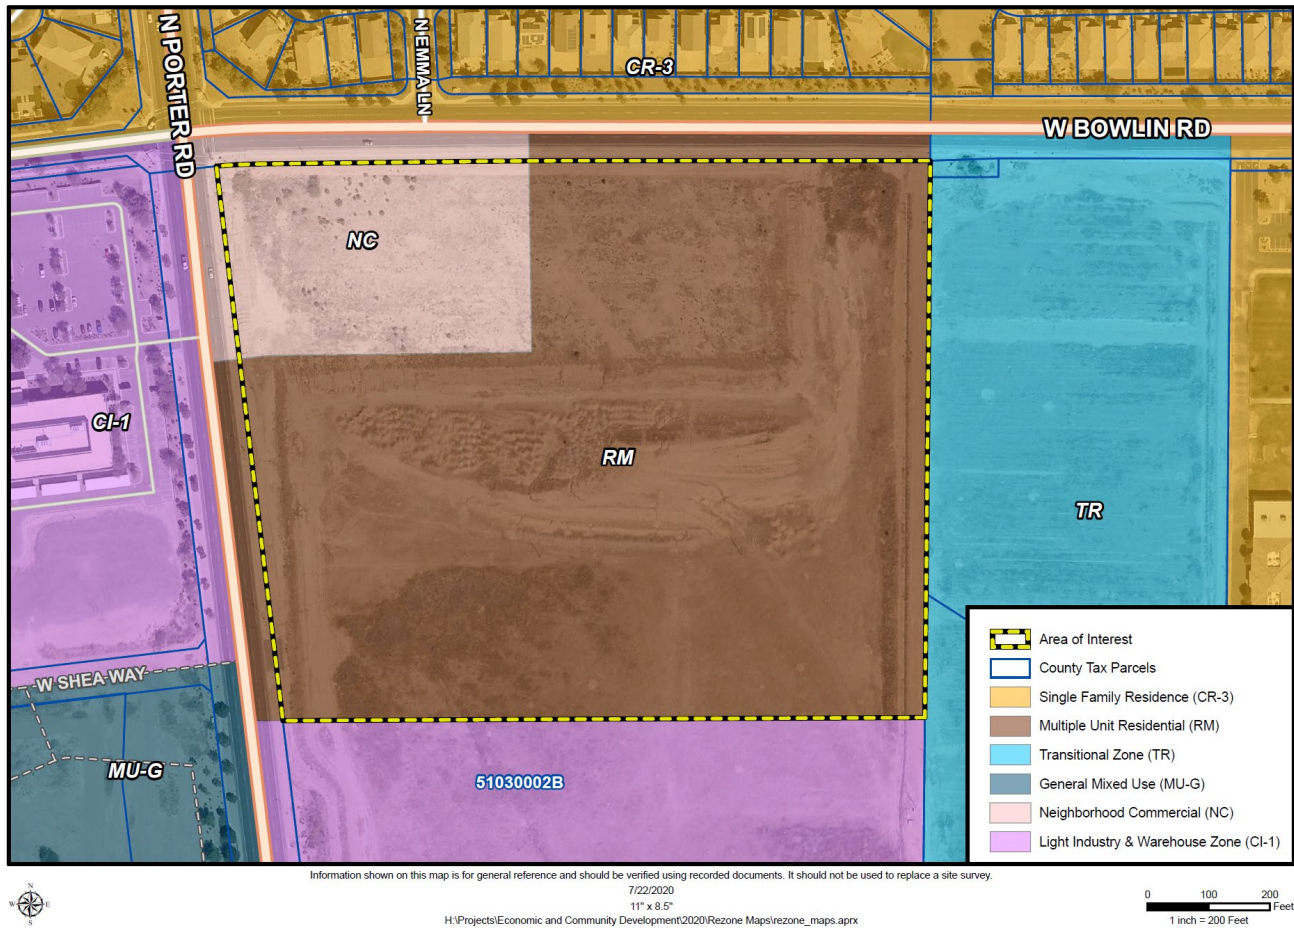 N PORTER RD
N EMMA LN
CR-3
W BOWLIN RD
NC
CI-1
RM
TR
W SHEA WAY
MU-G
51030002B
Area of Interest
County Tax Parcels
Single Family Residence (CR-3)
Multiple Unit Residential (RM)
Transitional Zone (TR)
General Mixed Use (MU-G)
Neighborhood Commercial (NC)
Light Industry & Warehouse Zone (CI-1)
Information shown on this map is for general reference and should be verified using recorded documents. It should not be used to replace a site survey.
7/22/2020
11" x 8.5"
H:\Projects\Economic and Community Development\2020\Rezone Maps\rezone_maps.aprx
N
W E
S
0 100 200
Feet
1 inch = 200 Feet